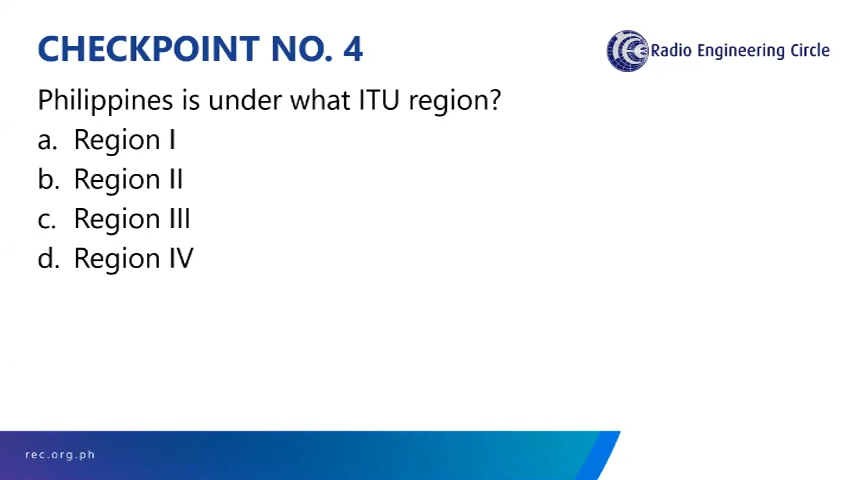 CHECKPOINT NO. 4
Radio Engineering Circle
Philippines is under what ITU region?
a. Region I
b. Region II
c. Region III
d. Region IV
rec.org.ph